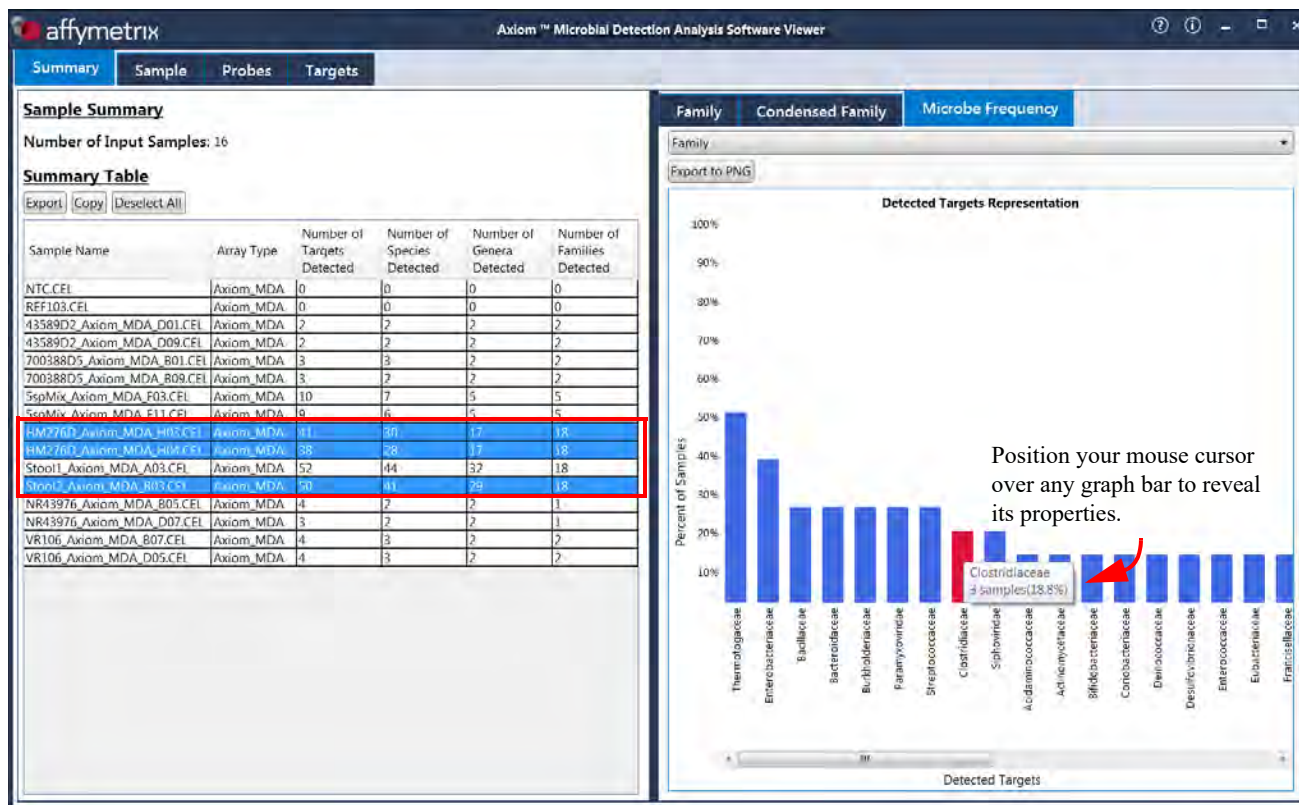 affymetrix
Axiom ™ Microbial Detection Analysis Software Viewer
Summary Sample Probes Targets
Sample Summary
Number of Input Samples: 16
Summary Table
Export Copy Deselect All
Sample Name Array Type Number of Targets Detected Number of Species Detected Number of Genera Detected Number of Families Detected
NTC.CEL Axiom_MDA 0 0 0 0
REF103.CEL Axiom_MDA 0 0 0 0
43589D2_Axiom_MDA_D01.CEL Axiom_MDA 2 2 2 2
43589D2_Axiom_MDA_D09.CEL Axiom_MDA 2 2 2 2
700388D5_Axiom_MDA_B01.CEL Axiom_MDA 3 3 2 2
700388D5_Axiom_MDA_B09.CEL Axiom_MDA 3 2 2 2
5spMix_Axiom_MDA_F03.CEL Axiom_MDA 10 7 5 5
5spMix_Axiom_MDA_F11.CEL Axiom_MDA 9 6 5 5
HM276D_Axiom_MDA_H03.CEL Axiom_MDA 41 30 17 18
HM276D_Axiom_MDA_H04.CEL Axiom_MDA 38 28 17 18
Stool1_Axiom_MDA_A03.CEL Axiom_MDA 52 44 32 18
Stool2_Axiom_MDA_B03.CEL Axiom_MDA 50 41 29 18
NR43976_Axiom_MDA_B05.CEL Axiom_MDA 4 2 2 1
NR43976_Axiom_MDA_D07.CEL Axiom_MDA 3 2 2 1
VR106_Axiom_MDA_B07.CEL Axiom_MDA 4 3 2 2
VR106_Axiom_MDA_D05.CEL Axiom_MDA 4 3 2 2
Family Condensed Family Microbe Frequency
Family
Export to PNG
Detected Targets Representation
100%
90%
80%
70%
60%
50%
40%
30%
20%
10%
Percent of Samples
Position your mouse cursor
over any graph bar to reveal
its properties.
Clostridiaceae
3 samples(18.8%)
Thermotogaceae
Enterobacteriaceae
Bacillaceae
Bacteroidaceae
Burkholderiaceae
Paramyxoviridae
Streptococcaceae
Clostridiaceae
Siphoviridae
Acidaminococcaceae
Actinomycetaceae
Bifidobacteriaceae
Coriobacteriaceae
Deinococcaceae
Desulfovibrionaceae
Enterococcaceae
Eubacteriaceae
Francisellaceae
Detected Targets